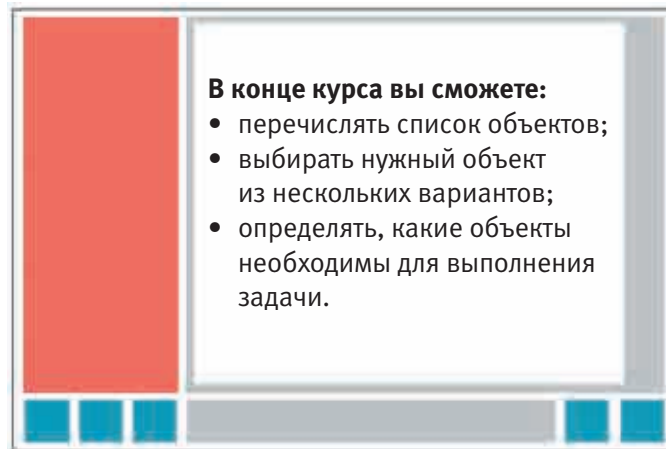 В конце курса вы сможете:
• перечислять список объектов;
• выбирать нужный объект
из нескольких вариантов;
• определять, какие объекты
необходимы для выполнения
задачи.